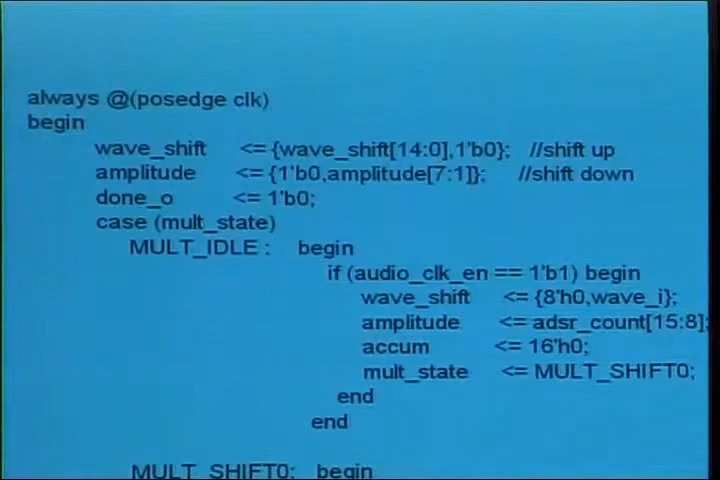 always @(posedge clk)
begin
wave_shift <= {wave_shift[14:0],1'b0}; //shift up
amplitude <= {1'b0,amplitude[7:1]}; //shift down
done_o <= 1'b0;
case (mult_state)
MULT_IDLE : begin
if (audio_clk_en == 1'b1) begin
wave_shift <= {8'h0,wave_i};
amplitude <= adsr_count[15:8];
accum <= 16'h0;
mult_state <= MULT_SHIFT0;
end
end
MULT_SHIFT0: begin